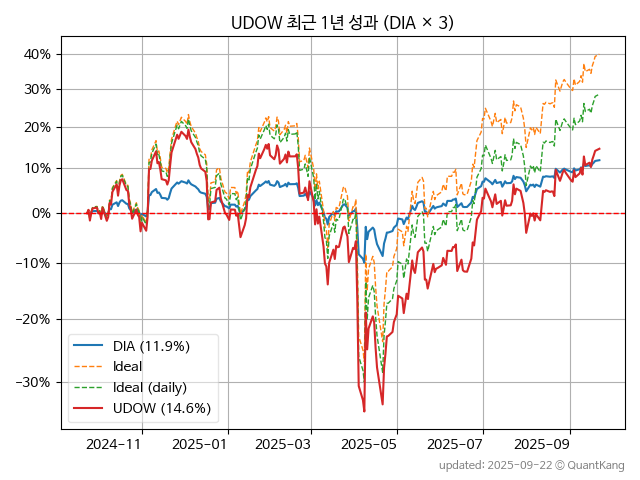 UDOW 최근 1년 성과 (DIA × 3)
40%
30%
20%
10%
0%
−10%
−20%
−30%
DIA (11.9%)
Ideal
Ideal (daily)
UDOW (14.6%)
2024-11
2025-01
2025-03
2025-05
2025-07
2025-09
updated: 2025-09-22 © QuantKang